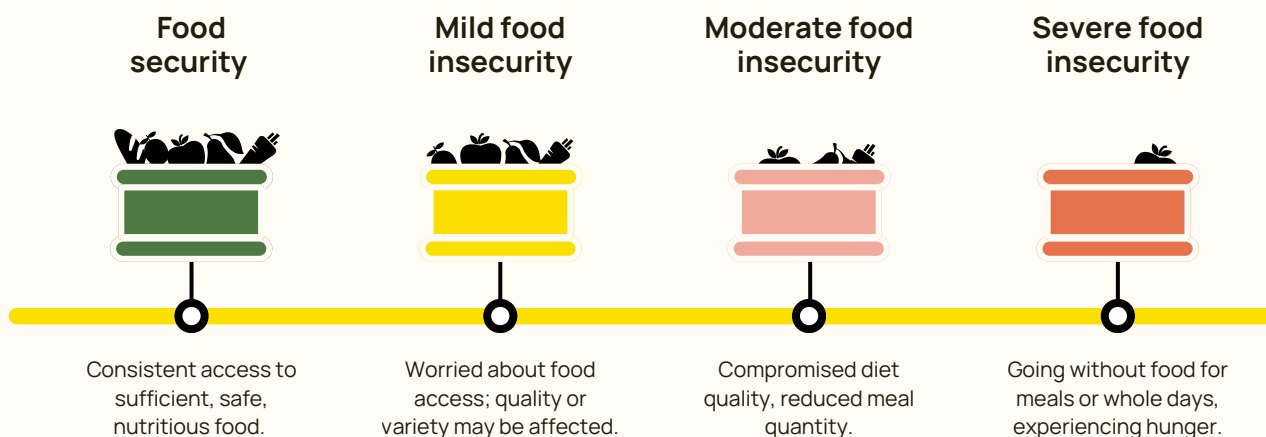 Food
security
Mild food
insecurity
Moderate food
insecurity
Severe food
insecurity
Consistent access to
sufficient, safe,
nutritious food.
Worried about food
access; quality or
variety may be affected.
Compromised diet
quality, reduced meal
quantity.
Going without food for
meals or whole days,
experiencing hunger.